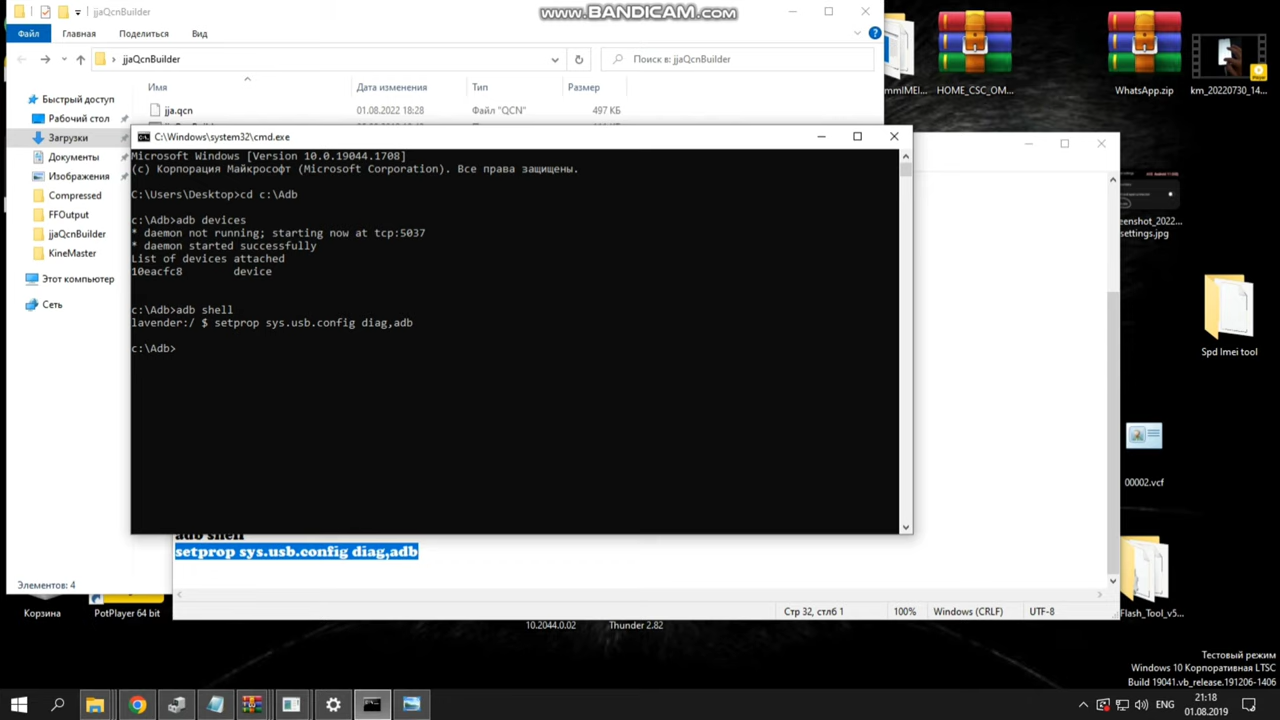 jjaQcnBuilder
www.BANDICAM.com
Файл
Главная
Поделиться
Вид
jjaQcnBuilder
Поиск в: jjaQcnBuilder
Имя
Дата изменения
Тип
Размер
jja.qcn
01.08.2022 18:28
Файл "QCN"
497 КБ
Быстрый доступ
Рабочий стол
Загрузки
Документы
Изображения
Compressed
FFOutput
jjaQcnBuilder
KineMaster
Этот компьютер
Сеть
Элементов: 4
C:\Windows\system32\cmd.exe
Microsoft Windows [Version 10.0.19044.1708]
(c) Корпорация Майкрософт (Microsoft Corporation). Все права защищены.
C:\Users\Desktop>cd c:\Adb
c:\Adb>adb devices
* daemon not running; starting now at tcp:5037
* daemon started successfully
List of devices attached
10eacfc8 device
c:\Adb>adb shell
lavender:/ $ setprop sys.usb.config diag,adb
c:\Adb>
adb shell
setprop sys.usb.config diag,adb
Стр 32, стлб 1
100%
Windows (CRLF)
UTF-8
HOME_CSC_OM...
WhatsApp.zip
km_20220730_14...
settings.jpg
Spd Imei tool
00002.vcf
Корзина
PotPlayer 64 bit
10.2044.0.02
Thunder 2.82
Тестовый режим
Windows 10 Корпоративная LTSC
Build 19041.vb_release.191206-1406
ENG
21:18
01.08.2019